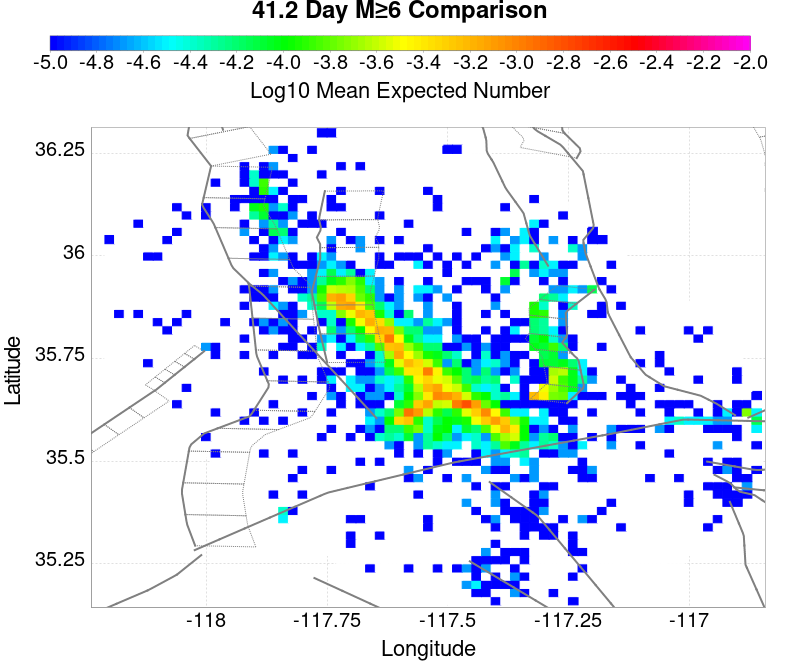 41.2 Day M≥6 Comparison
-5.0 -4.8 -4.6 -4.4 -4.2 -4.0 -3.8 -3.6 -3.4 -3.2 -3.0 -2.8 -2.6 -2.4 -2.2 -2.0
Log10 Mean Expected Number
36.25
36
35.75
35.5
35.25
Latitude
-118 -117.75 -117.5 -117.25 -117
Longitude